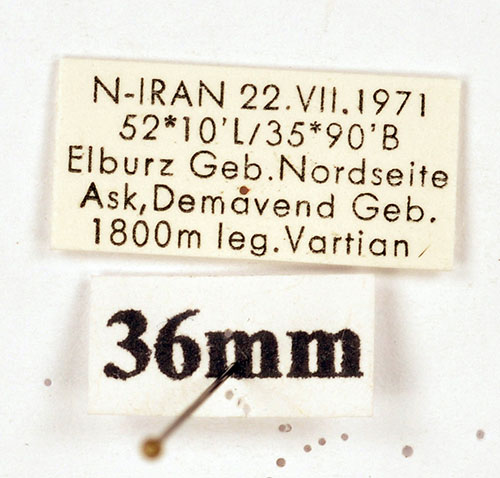 N-IRAN 22.VII.1971
52*10'L/35*90'B
Elburz Geb.Nordseite
Ask,Demavend Geb.
1800m leg.Vartian
36mm